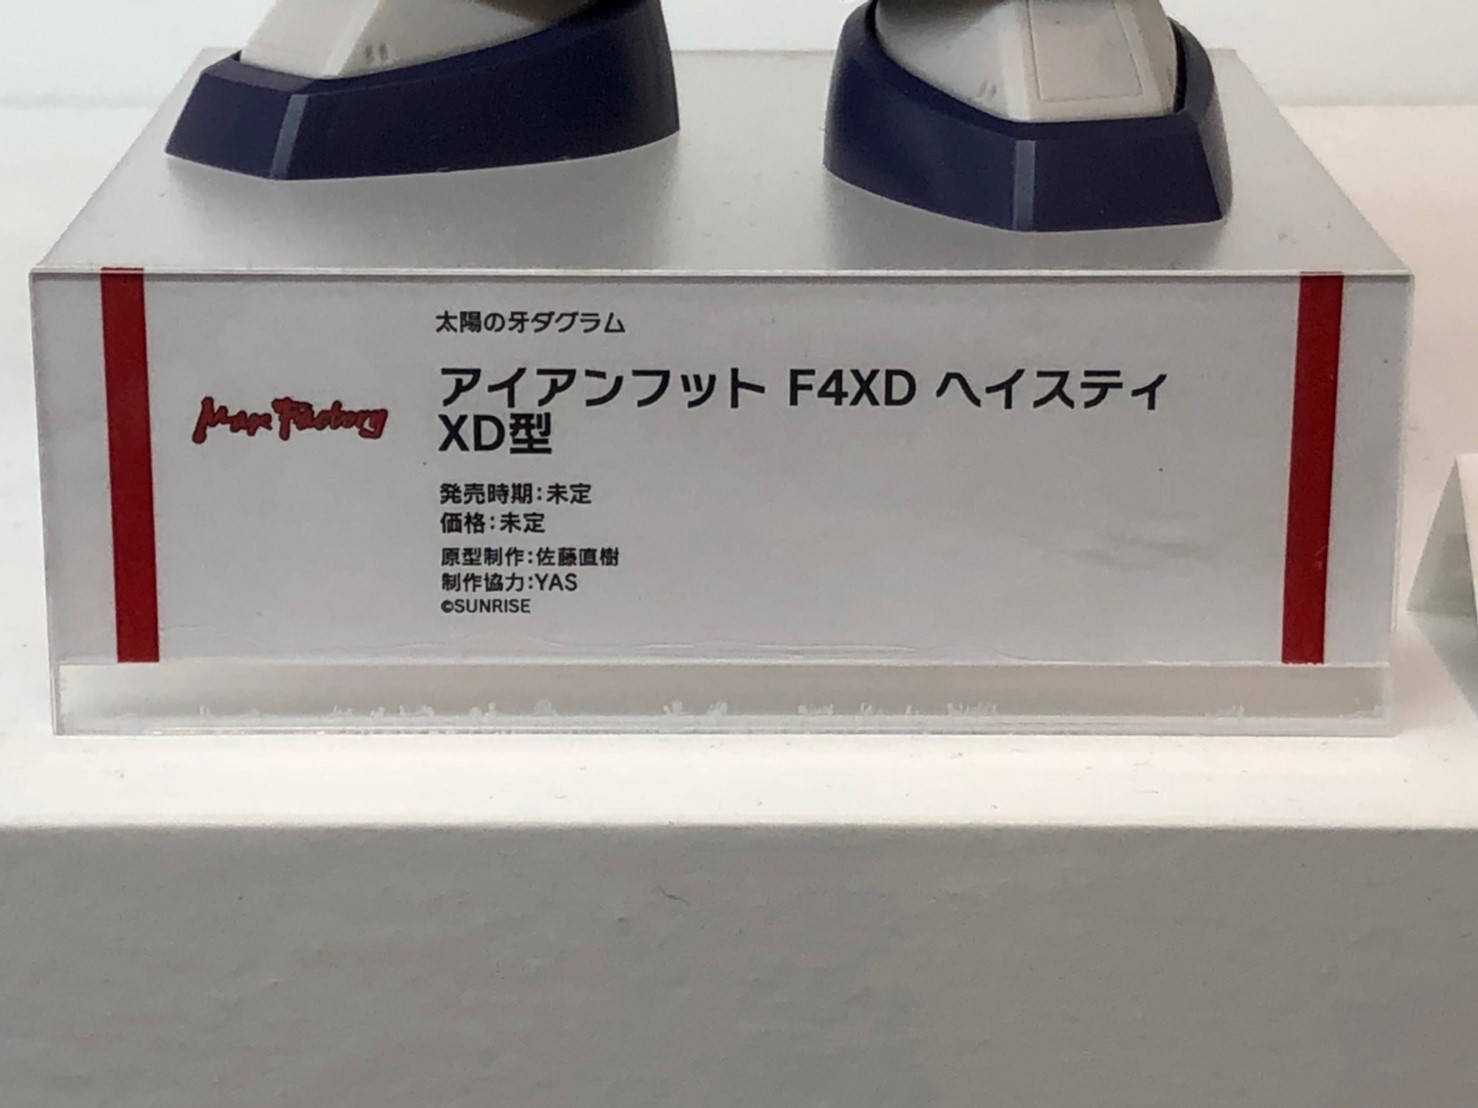 太陽の牙ダグラム
Max Factory
アイアンフット F4XD ヘイスティ
XD型
発売時期:未定
価格:未定
原型制作:佐藤直樹
制作協力:YAS
©SUNRISE